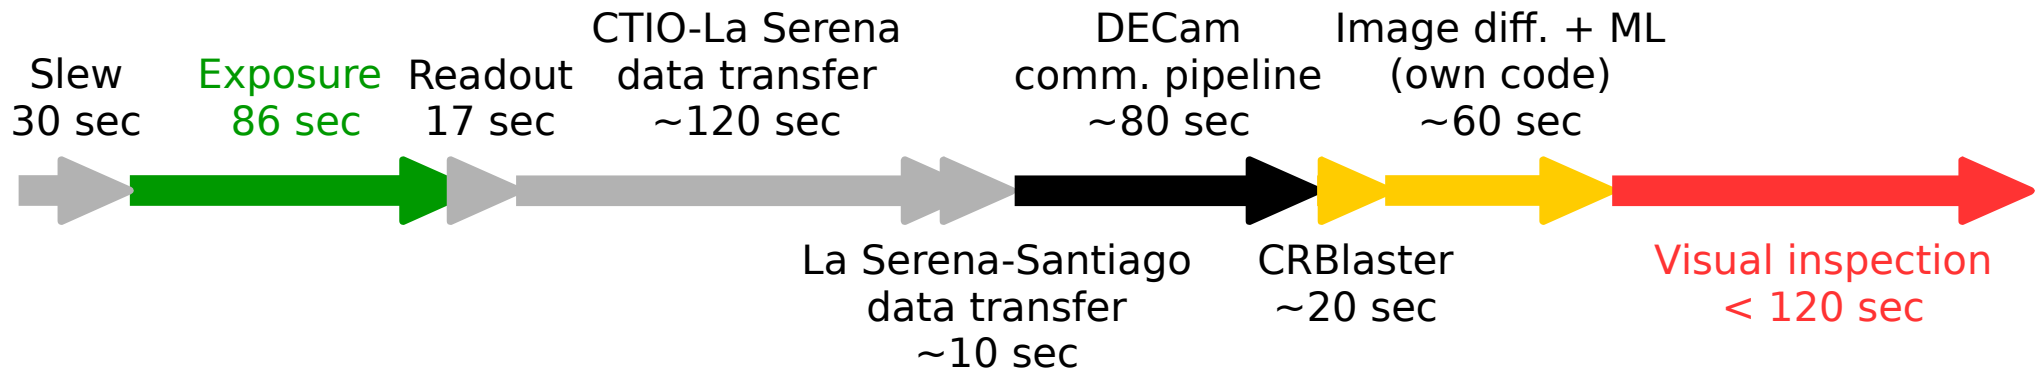 Slew
30 sec
Exposure
86 sec
Readout
17 sec
CTIO-La Serena
data transfer
~120 sec
La Serena-Santiago
data transfer
~10 sec
DECam
comm. pipeline
~80 sec
CRBlaster
~20 sec
Image diff. + ML
(own code)
~60 sec
Visual inspection
< 120 sec